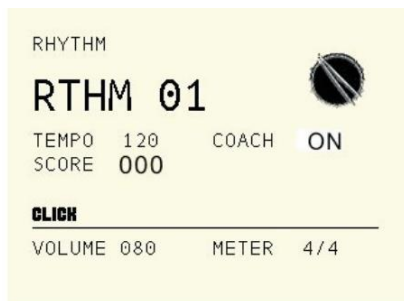 RHYTHM
RTHM 01
TEMPO 120 COACH ON
SCORE 000
CLICK
VOLUME 080 METER 4/4